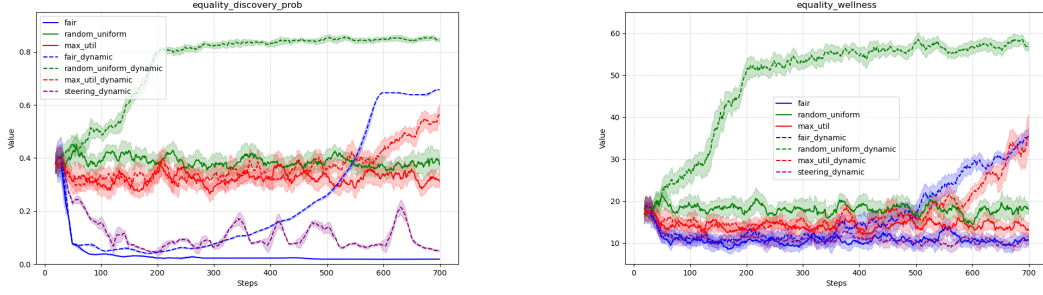 equality_discovery_prob
fair
random_uniform
max_util
fair_dynamic
random_uniform_dynamic
max_util_dynamic
steering_dynamic
Value
0.8
0.6
0.4
0.2
0.0
100
200
300
400
500
600
700
Steps
equality_wellness
fair
random_uniform
max_util
fair_dynamic
random_uniform_dynamic
max_util_dynamic
steering_dynamic
Value
60
50
40
30
20
10
100
200
300
400
500
600
700
Steps